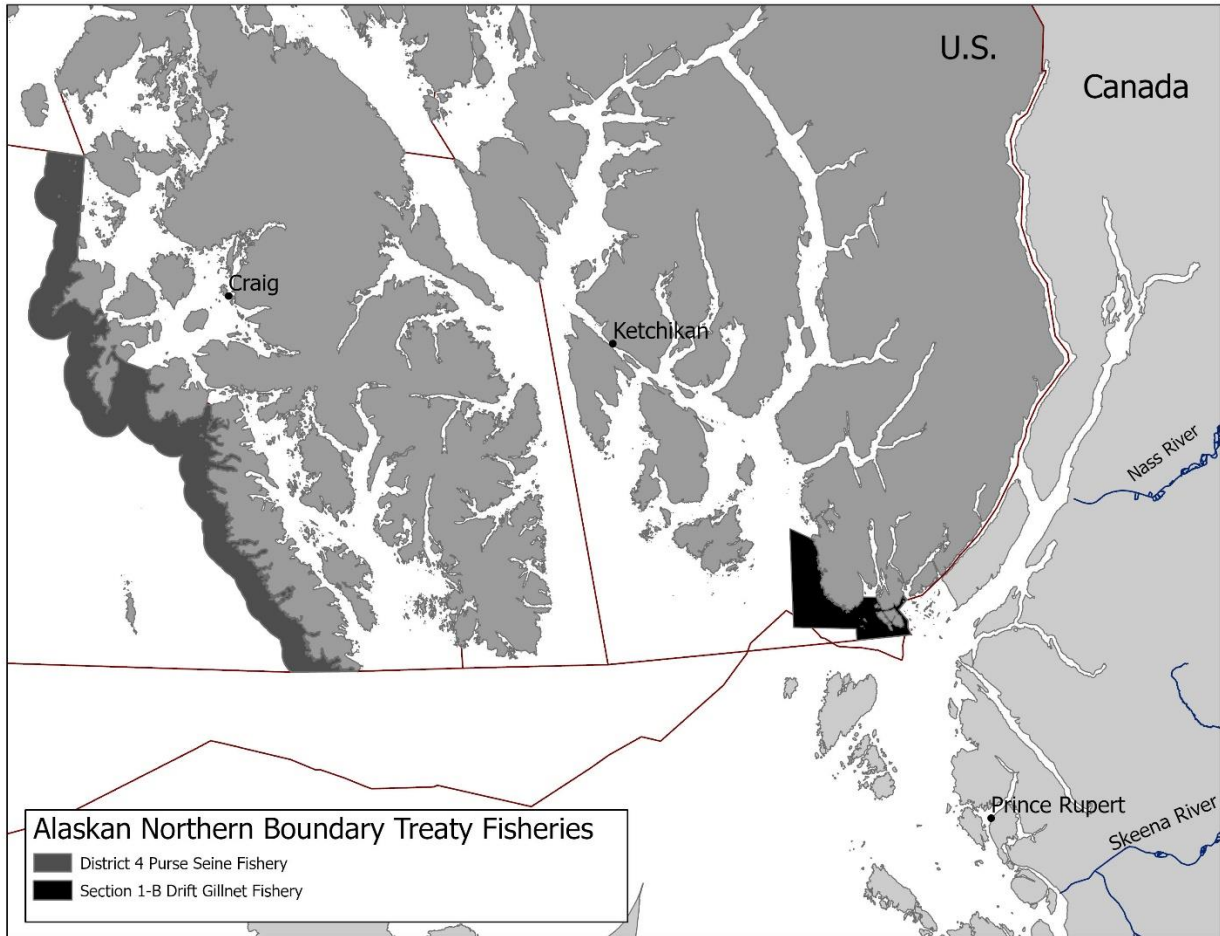 U.S.
Canada
Craig
Ketchikan
Nass River
Prince Rupert
Skeena River
Alaskan Northern Boundary Treaty Fisheries
District 4 Purse Seine Fishery
Section 1-B Drift Gillnet Fishery